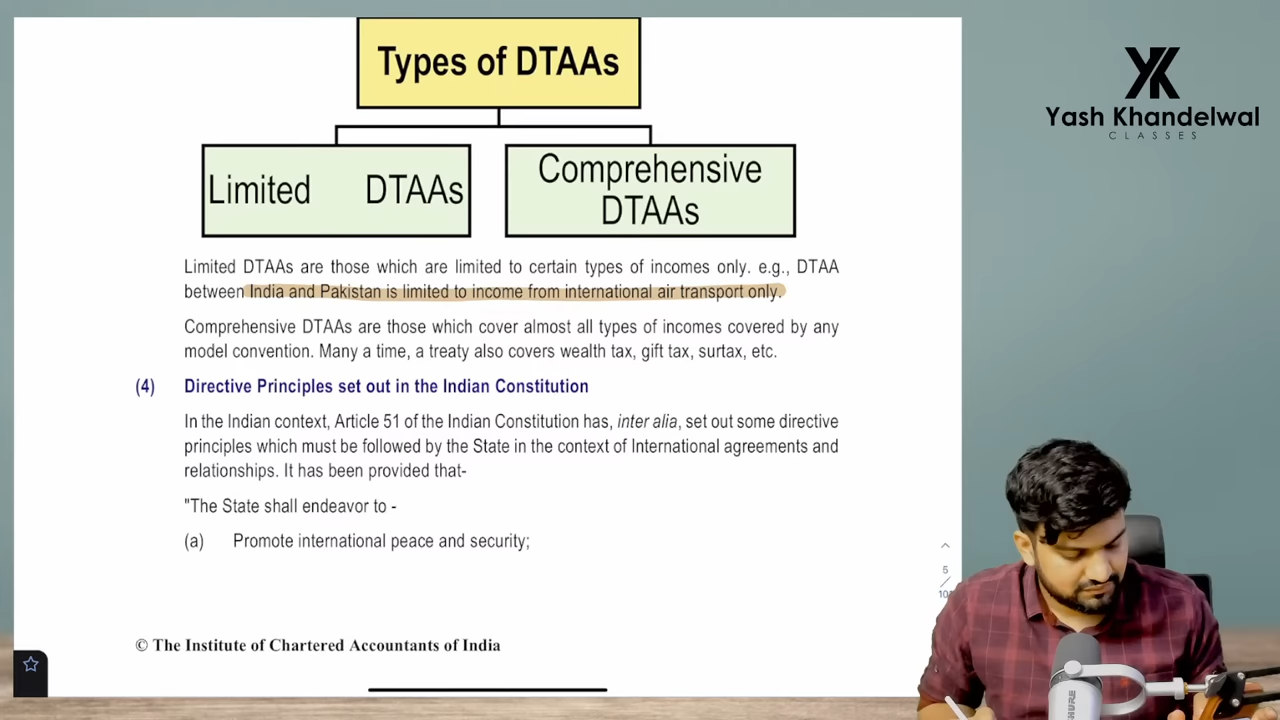 Types of DTAAs
Limited DTAAs
Comprehensive
DTAAs
Limited DTAAs are those which are limited to certain types of incomes only. e.g., DTAA
between India and Pakistan is limited to income from international air transport only.
Comprehensive DTAAs are those which cover almost all types of incomes covered by any
model convention. Many a time, a treaty also covers wealth tax, gift tax, surtax, etc.
(4) Directive Principles set out in the Indian Constitution
In the Indian context, Article 51 of the Indian Constitution has, inter alia, set out some directive
principles which must be followed by the State in the context of International agreements and
relationships. It has been provided that-
"The State shall endeavor to -
(a) Promote international peace and security;
© The Institute of Chartered Accountants of India
5
YK
Yash Khandelwal
CLASSES
SHURE